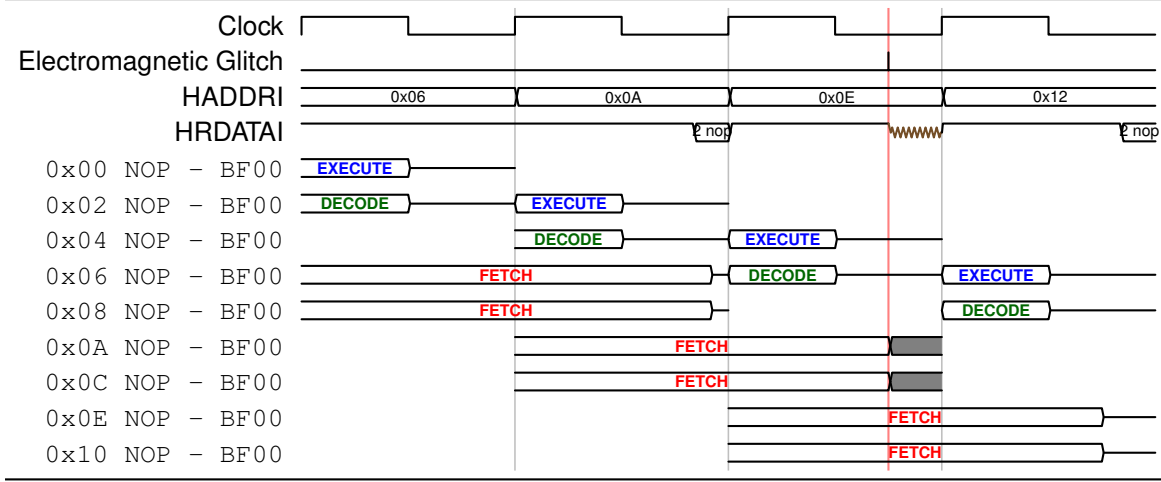 Clock
Electromagnetic Glitch
HADDRI 0x06 0x0A 0x0E 0x12
HRDATAI 2 nop 2 nop
0x00 NOP - BF00 EXECUTE
0x02 NOP - BF00 DECODE EXECUTE
0x04 NOP - BF00 DECODE EXECUTE
0x06 NOP - BF00 FETCH DECODE EXECUTE
0x08 NOP - BF00 FETCH DECODE
0x0A NOP - BF00 FETCH
0x0C NOP - BF00 FETCH
0x0E NOP - BF00 FETCH
0x10 NOP - BF00 FETCH